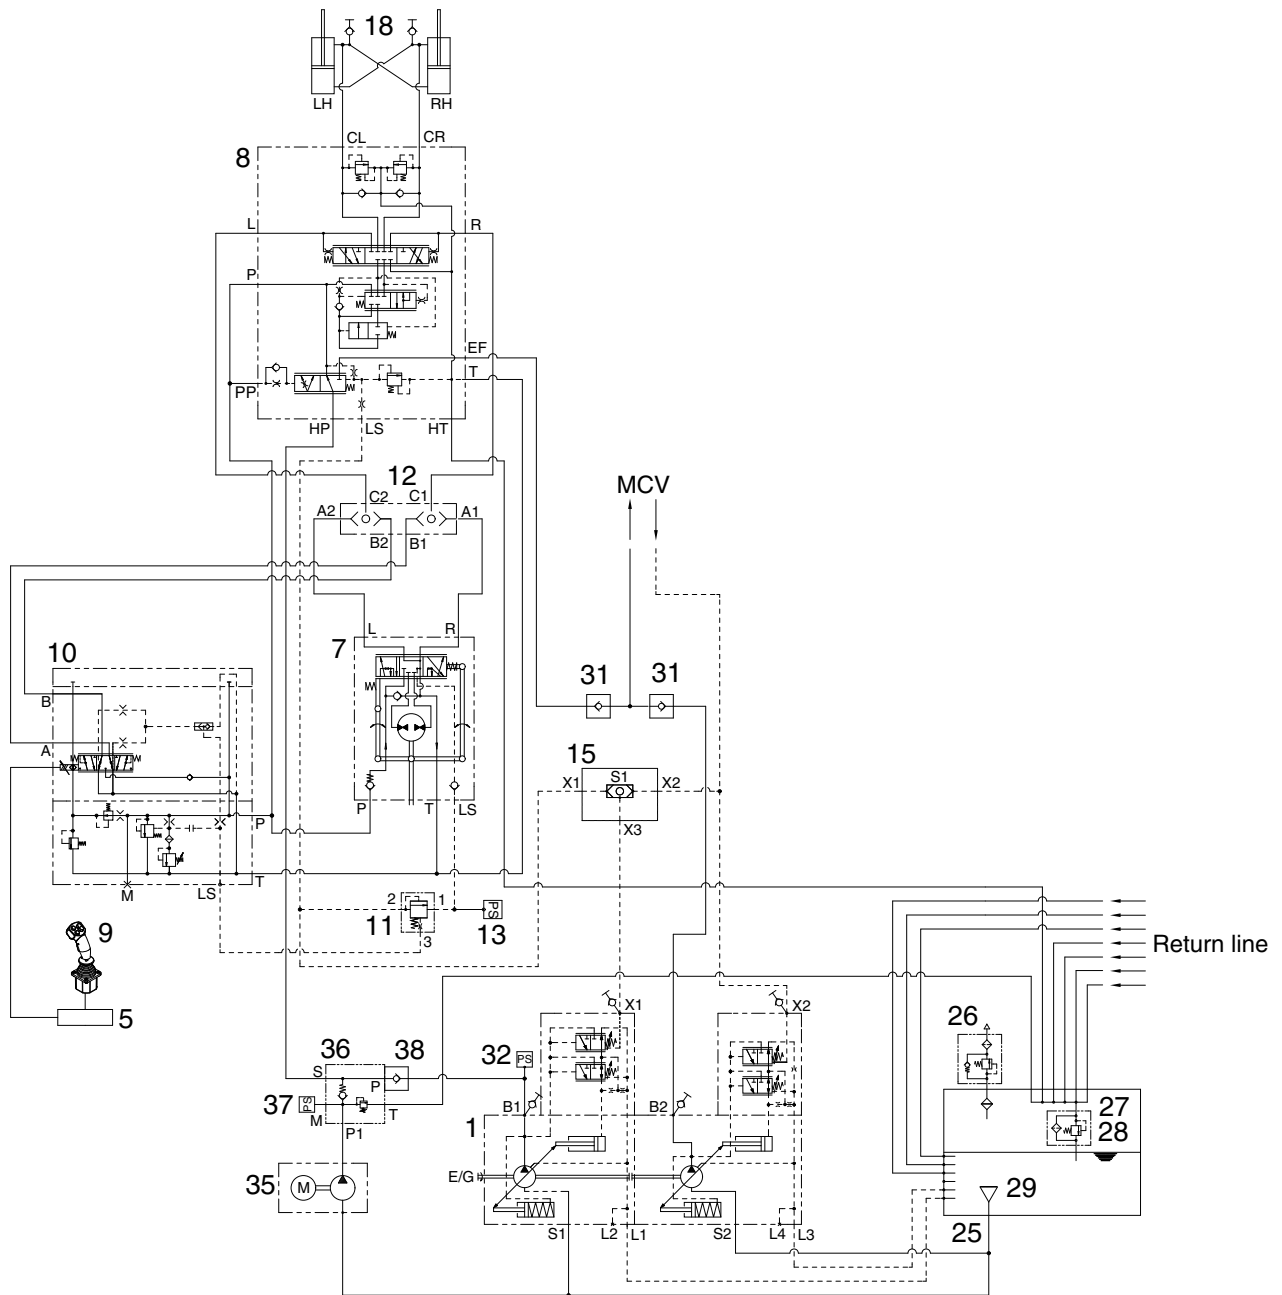 18
LH RH
CL CR
8
L R
P
EF
PP T
HP LS HT
12
MCV
C2 C1
A2 A1
B2 B1
L R
7
10
31 31
B
15
A
X1 S1 X2
P T LS
X3
P
M LS T
2 1
11 13
PS
3
9
Return line
5
26
X1 X2
36 38 32
PS
S P
37
PS
M T
P1
B1 B2
27
28
1
E/G
35
M
29
S1 L2 L1 S2 L4 L3
25